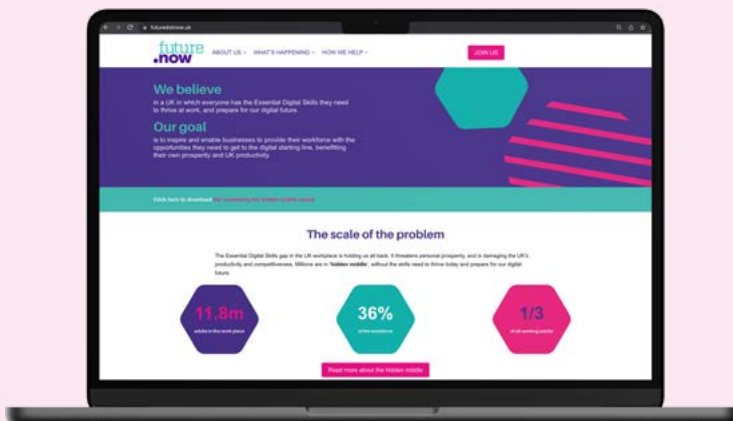 futuredotnow.uk
future
.now
ABOUT US
WHAT'S HAPPENING
HOW WE HELP
JOIN US
We believe
in a UK in which everyone has the Essential Digital Skills they need
to thrive at work, and prepare for our digital future.
Our goal
is to inspire and enable businesses to provide their workforce with the
opportunities they need to get to the digital starting line, benefitting
their own prosperity and UK productivity.
Click here to download the unpacking the hidden middle report
The scale of the problem
The Essential Digital Skills gap in the UK workplace is holding us all back. It threatens personal prosperity, and is damaging the UK's
productivity and competitiveness. Millions are in 'hidden middle', without the skills need to thrive today and prepare for our digital
future.
11.8m
adults in the work place
36%
of the workforce
1/3
of all working adults
Read more about the hidden middle